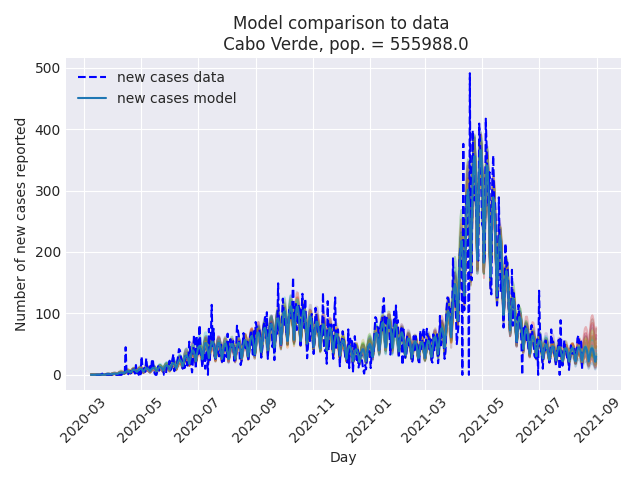 Model comparison to data
Cabo Verde, pop. = 555988.0
new cases data
new cases model
Number of new cases reported
500
400
300
200
100
0
2020-03
2020-05
2020-07
2020-09
2020-11
2021-01
2021-03
2021-05
2021-07
2021-09
Day